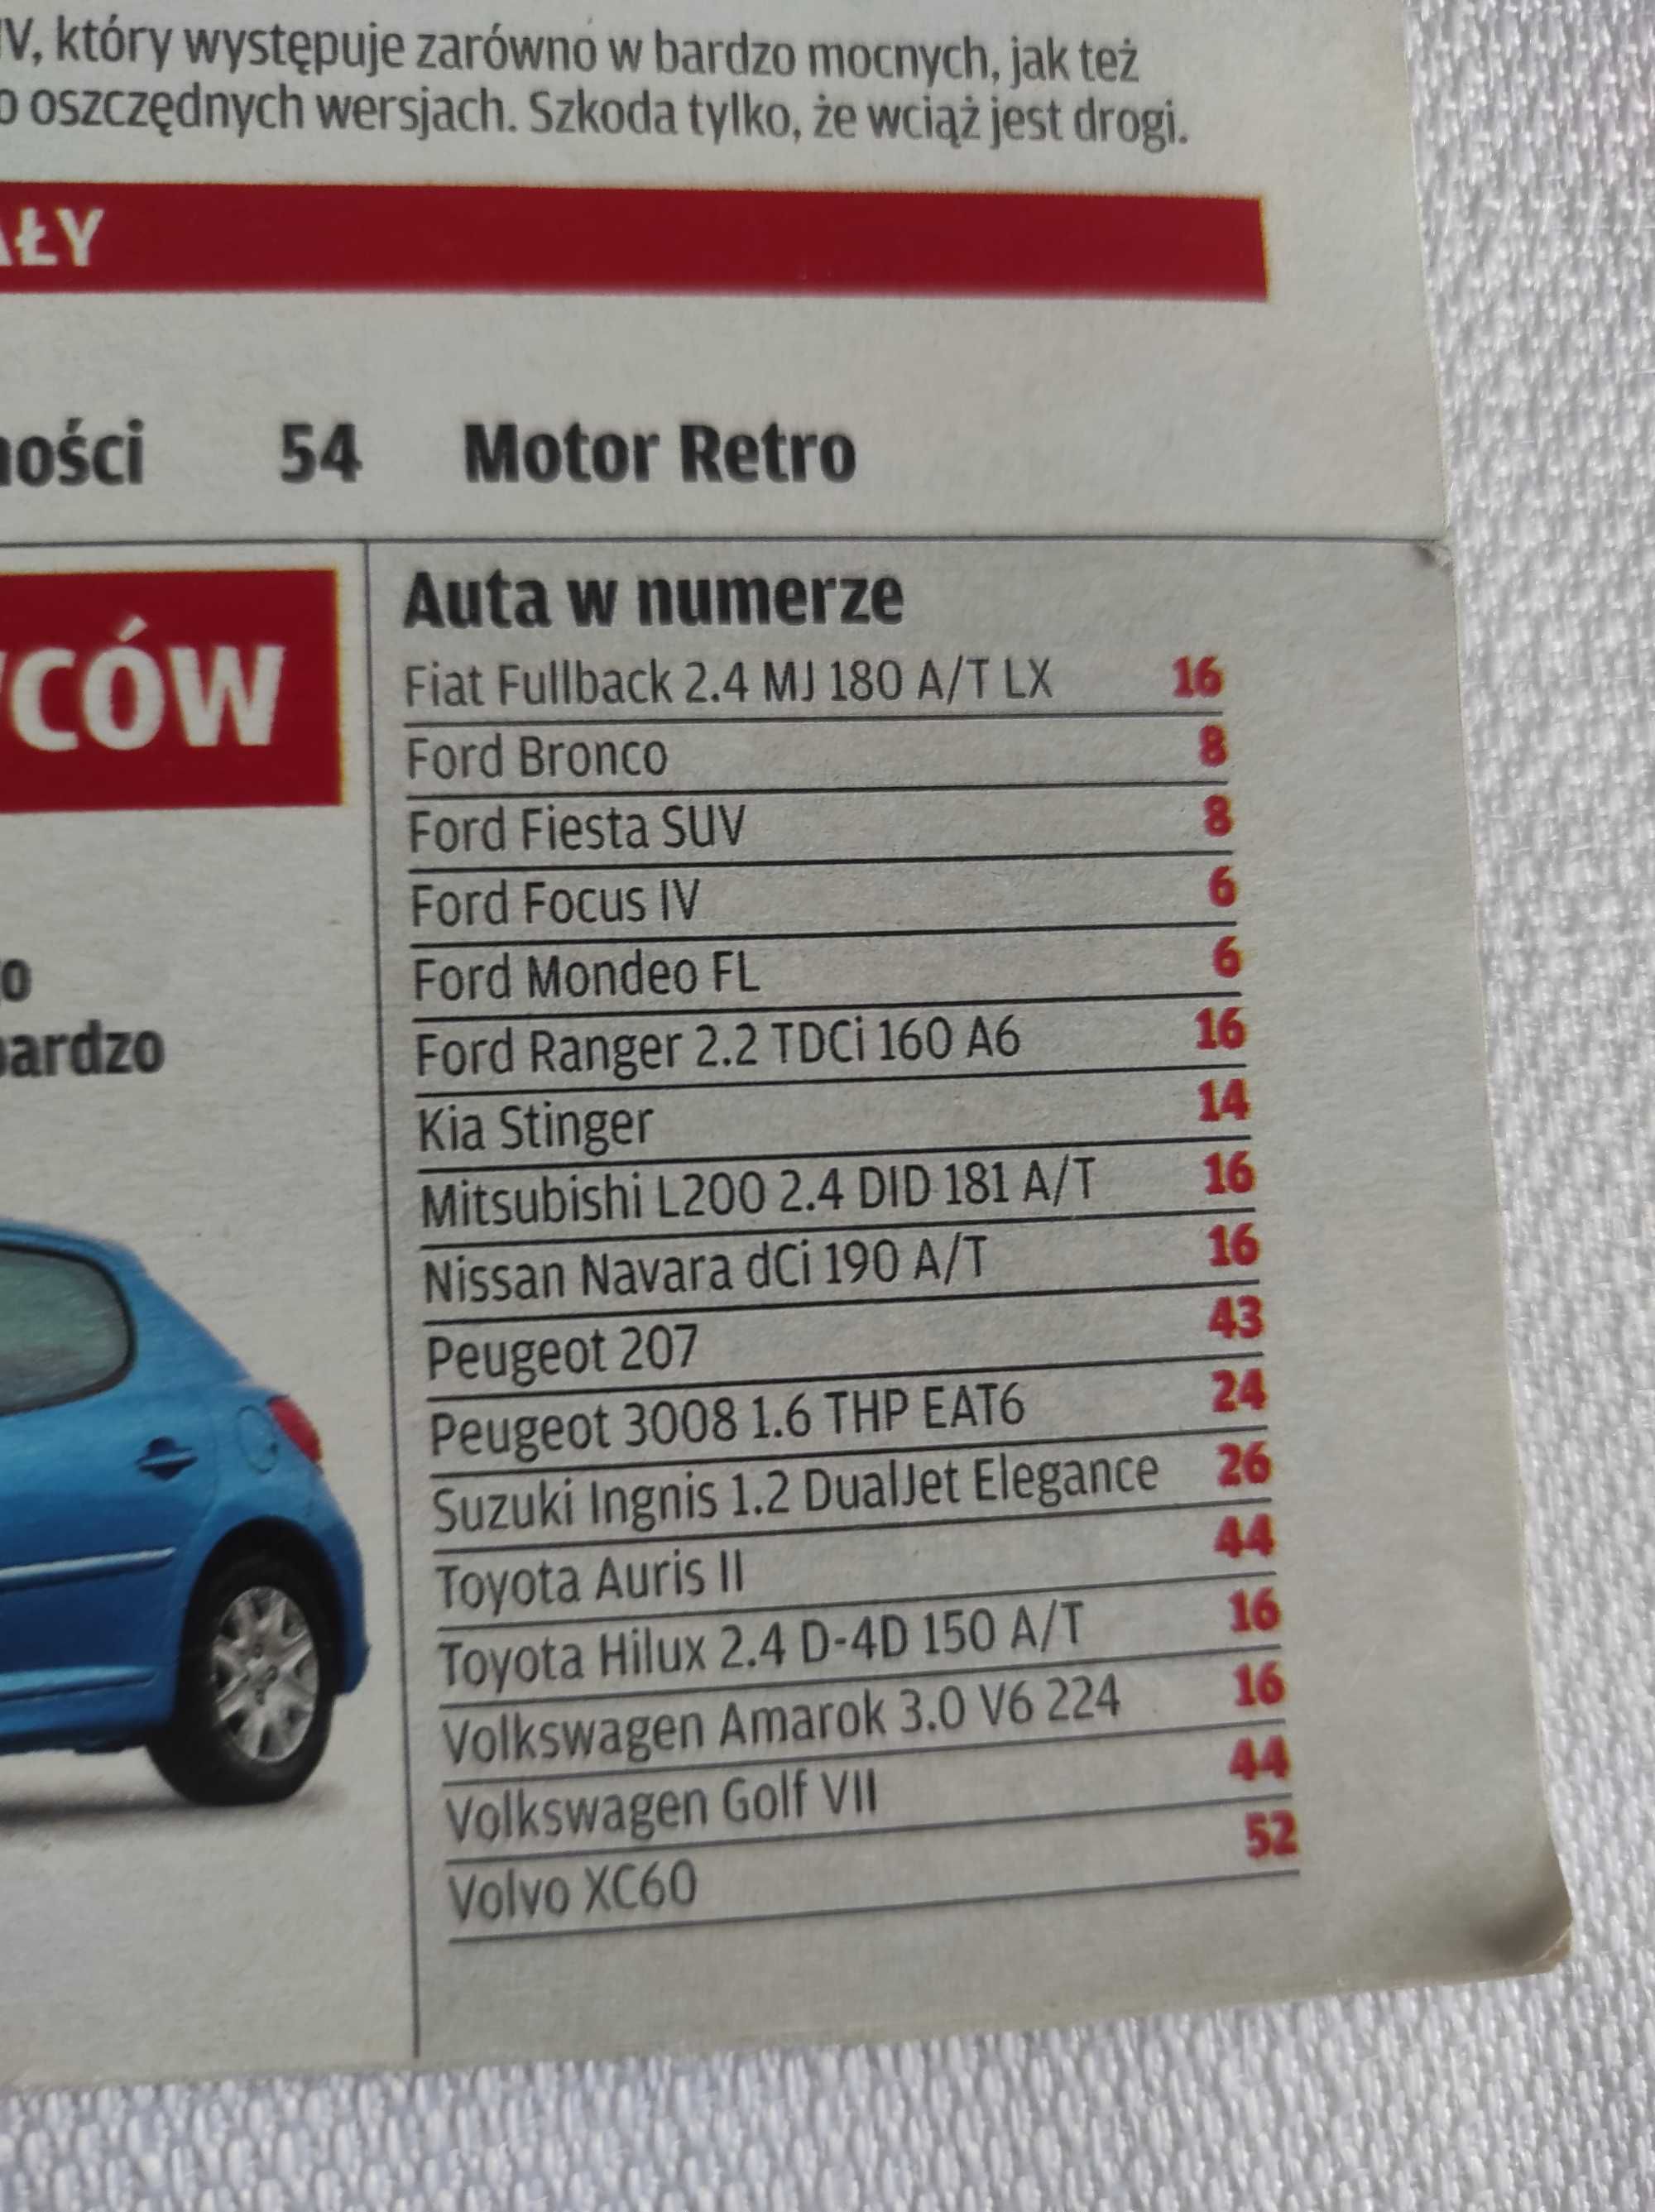 V, który występuje zarówno w bardzo mocnych, jak też
o oszczędnych wersjach. Szkoda tylko, że wciąż jest drogi.
AŁY
ności 54 Motor Retro
Auta w numerze
Fiat Fullback 2.4 MJ 180 A/T LX 16
Ford Bronco 8
Ford Fiesta SUV 8
Ford Focus IV 6
Ford Mondeo FL 6
Ford Ranger 2.2 TDCi 160 A6 16
Kia Stinger 14
Mitsubishi L200 2.4 DID 181 A/T 16
Nissan Navara dCi 190 A/T 16
Peugeot 207 43
Peugeot 3008 1.6 THP EAT6 24
Suzuki Ingnis 1.2 DualJet Elegance 26
Toyota Auris II 44
Toyota Hilux 2.4 D-4D 150 A/T 16
Volkswagen Amarok 3.0 V6 224 16
Volkswagen Golf VII 44
Volvo XC60 52
CÓW
o
bardzo